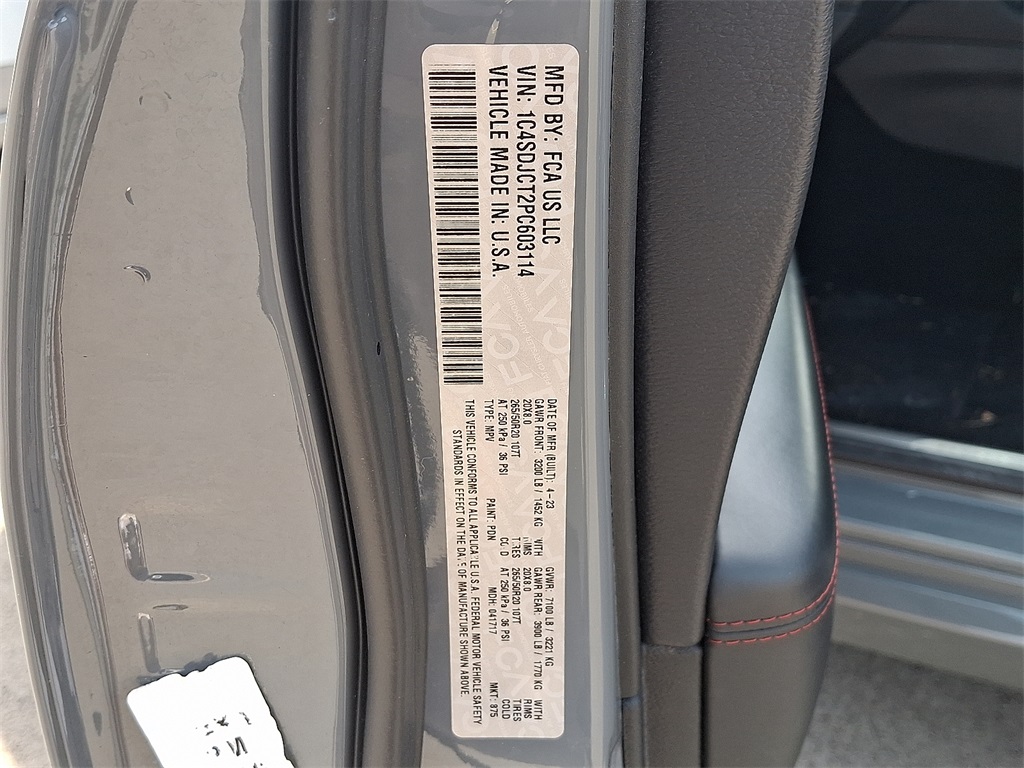 MFD BY: FCA US LLC
VIN: 1C4SDJCT2PC603114
VEHICLE MADE IN: U.S.A.
DATE OF MFR (BUILT): 4-23 GVWR: 7100 LB / 3221 KG
GAWR FRONT: 3200 LB / 1452 KG WITH GAWR REAR: 3900 LB / 1770 KG WITH
20X8.0 RIMS 20X8.0 RIMS
265/50R20 107T TIRES 265/50R20 107T TIRES
AT 250 kPa / 36 PSI COLD AT 250 kPa / 36 PSI COLD
TYPE: MPV PAINT: PDN MDH: 041717 MKT: 875
THIS VEHICLE CONFORMS TO ALL APPLICABLE U.S.A. FEDERAL MOTOR VEHICLE SAFETY
STANDARDS IN EFFECT ON THE DATE OF MANUFACTURE SHOWN ABOVE.